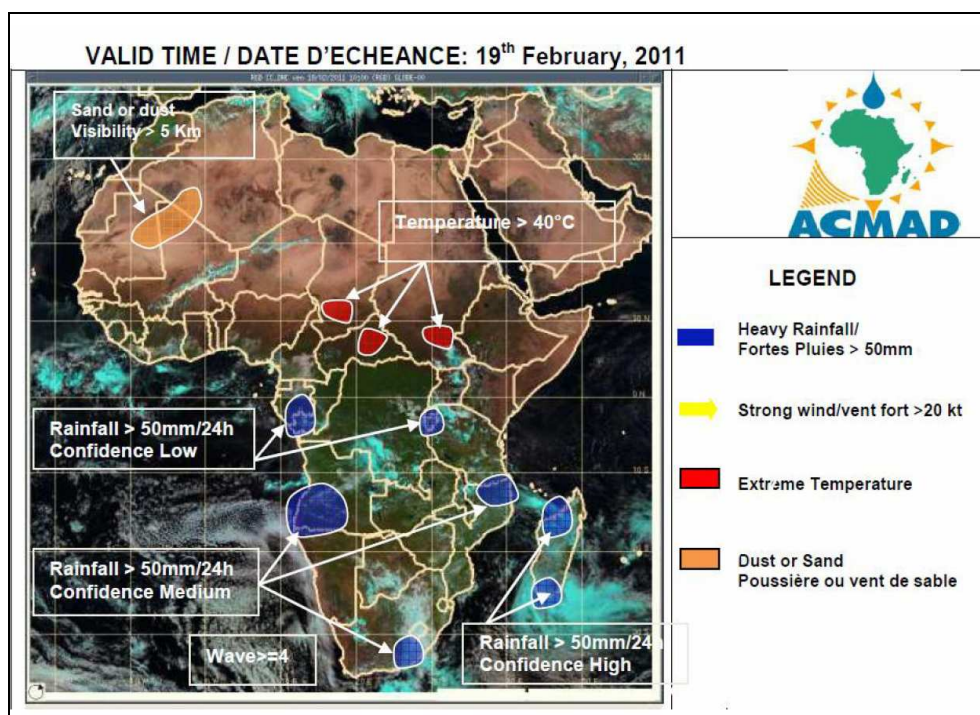 VALID TIME / DATE D'ECHEANCE: 19th February, 2011
Sand or dust
Visibility > 5 Km
Temperature > 40°C
Rainfall > 50mm/24h
Confidence Low
Rainfall > 50mm/24h
Confidence Medium
Wave>=4
Rainfall > 50mm/24h
Confidence High
ACMAD
LEGEND
Heavy Rainfall/
Fortes Pluies > 50mm
Strong wind/vent fort >20 kt
Extreme Temperature
Dust or Sand
Poussière ou vent de sable